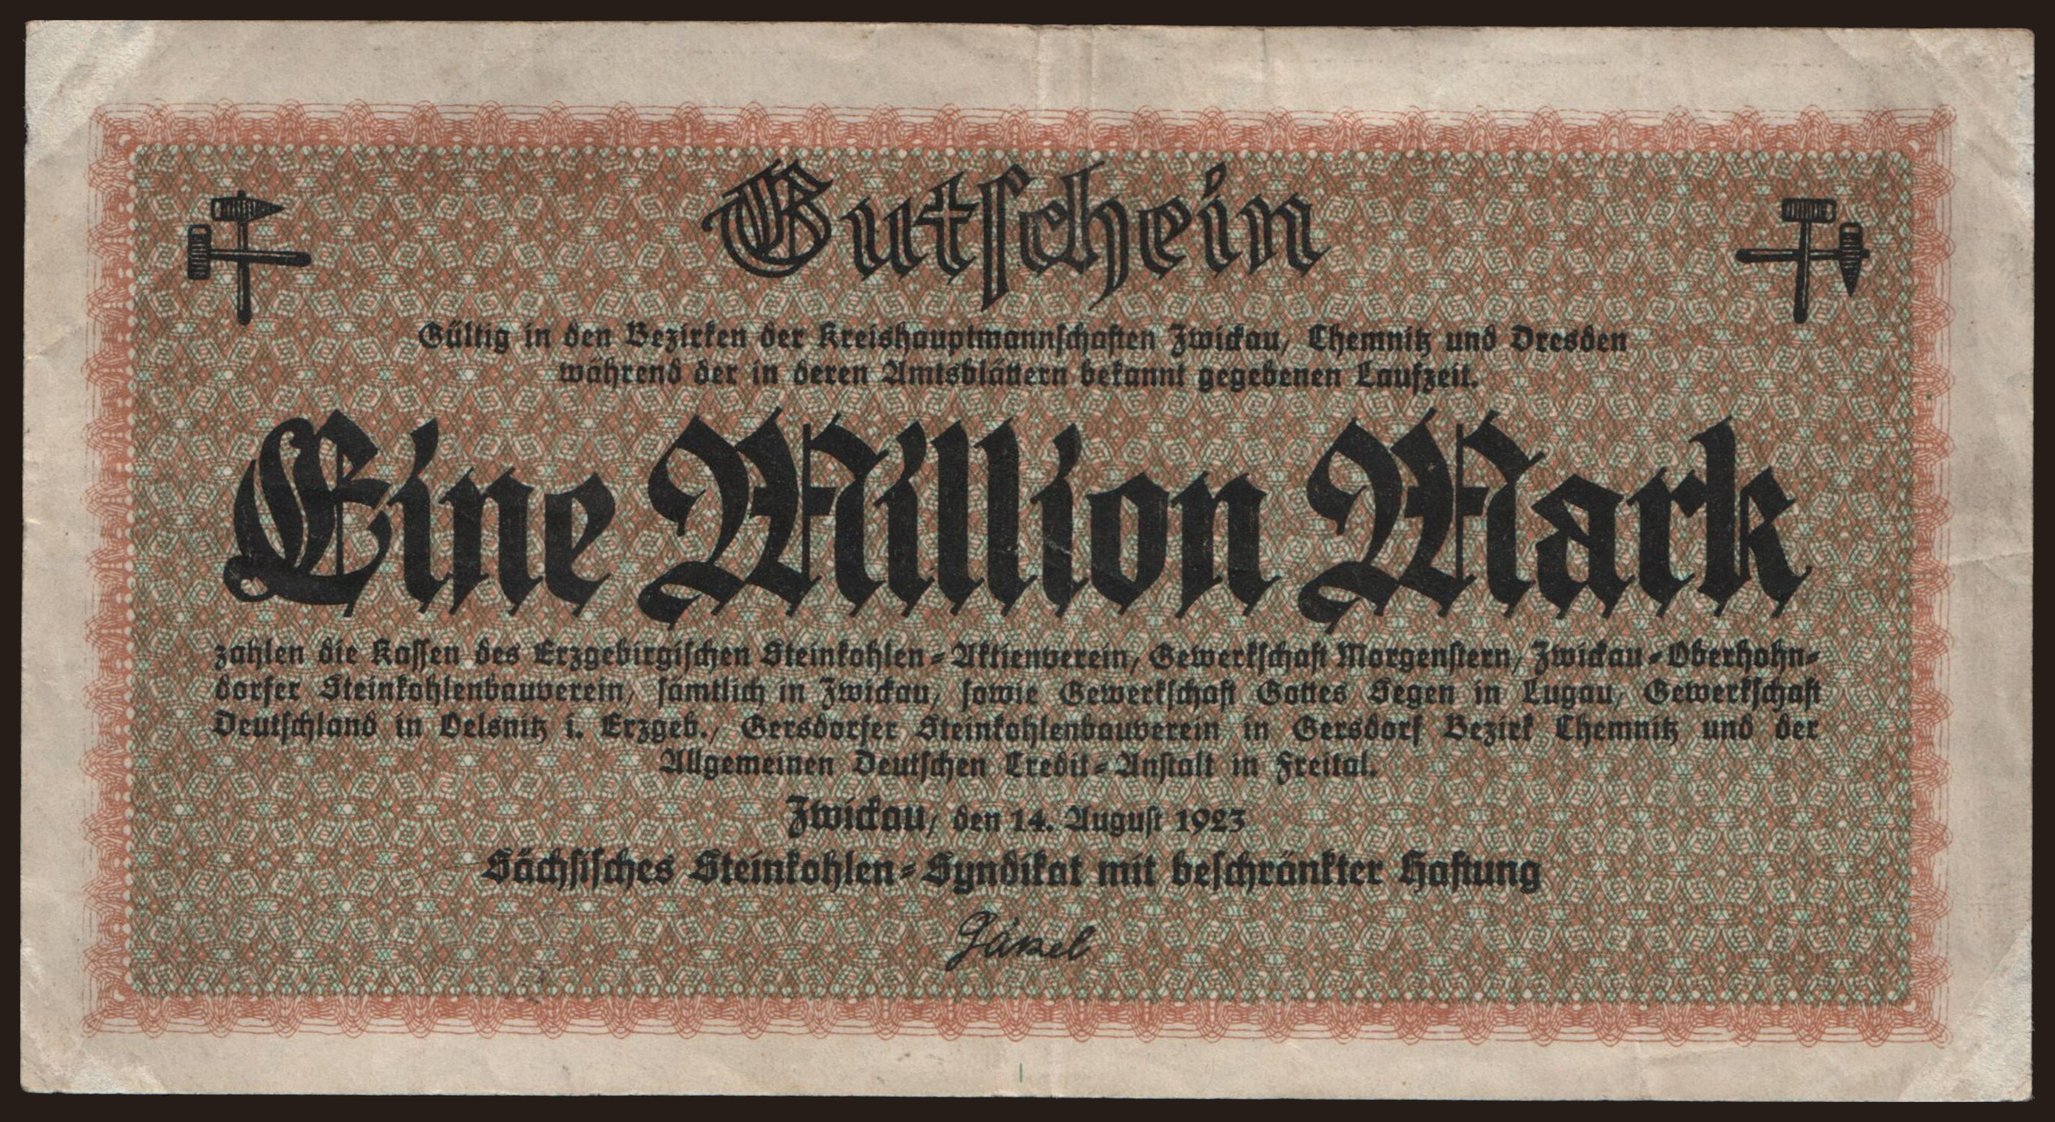 Gutschein
Gültig in den Bezirken der Kreishauptmannschaften Zwickau, Chemnitz und Dresden
während der in deren Amtsblättern bekannt gegebenen Laufzeit.
Eine Million Mark
zahlen die Kassen des Erzgebirgischen Steinkohlen-Aktienverein, Gewerkschaft Morgenstern, Zwickau-Oberhohn-
dorfer Steinkohlenbauverein, sämtlich in Zwickau, sowie Gewerkschaft Gottes Segen in Lugau, Gewerkschaft
Deutschland in Oelsnitz i. Erzgeb., Gersdorfer Steinkohlenbauverein in Gersdorf Bezirk Chemnitz und der
Allgemeinen Deutschen Credit-Anstalt in Freital.
Zwickau, den 14. August 1923
Sächsisches Steinkohlen-Syndikat mit beschränkter Haftung